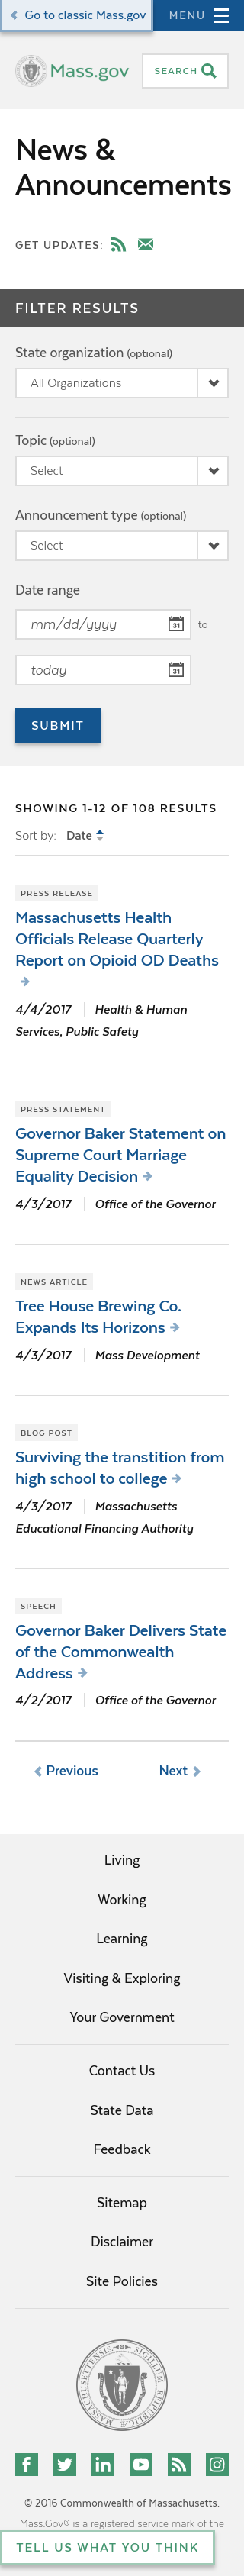 Go to classic Mass.gov
MENU
Mass.gov
SEARCH
News &
Announcements
GET UPDATES:
FILTER RESULTS
State organization (optional)
All Organizations
Topic (optional)
Select
Announcement type (optional)
Select
Date range
mm/dd/yyyy
31
to
today
31
SUBMIT
SHOWING 1-12 OF 108 RESULTS
Sort by: Date
PRESS RELEASE
Massachusetts Health
Officials Release Quarterly
Report on Opioid OD Deaths
4/4/2017 Health & Human
Services, Public Safety
PRESS STATEMENT
Governor Baker Statement on
Supreme Court Marriage
Equality Decision
4/3/2017 Office of the Governor
NEWS ARTICLE
Tree House Brewing Co.
Expands Its Horizons
4/3/2017 Mass Development
BLOG POST
Surviving the transtition from
high school to college
4/3/2017 Massachusetts
Educational Financing Authority
SPEECH
Governor Baker Delivers State
of the Commonwealth
Address
4/2/2017 Office of the Governor
Previous Next
Living
Working
Learning
Visiting & Exploring
Your Government
Contact Us
State Data
Feedback
Sitemap
Disclaimer
Site Policies
© 2016 Commonwealth of Massachusetts.
Mass.Gov® is a registered service mark of the
TELL US WHAT YOU THINK